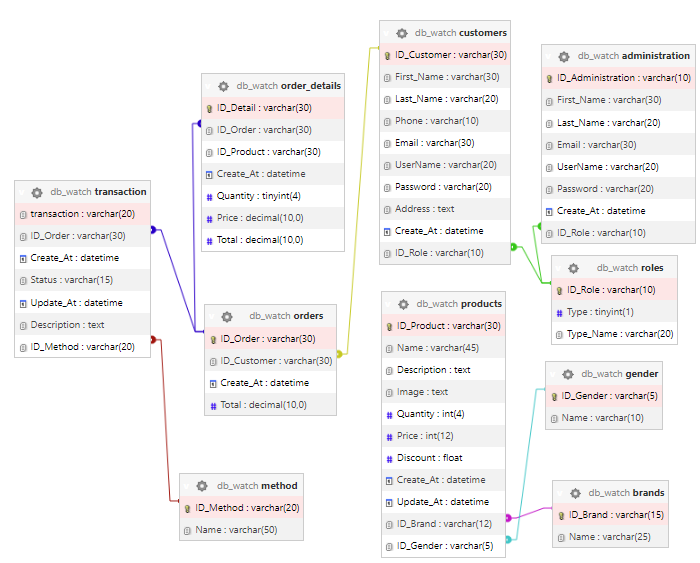 db_watch customers
ID_Customer : varchar(30)
First_Name : varchar(30)
Last_Name : varchar(20)
Phone : varchar(10)
Email : varchar(30)
UserName : varchar(20)
Password : varchar(20)
Address : text
Create_At : datetime
ID_Role : varchar(10)
db_watch administration
ID_Administration : varchar(10)
First_Name : varchar(30)
Last_Name : varchar(20)
Email : varchar(30)
UserName : varchar(20)
Password : varchar(20)
Create_At : datetime
ID_Role : varchar(10)
db_watch order_details
ID_Detail : varchar(30)
ID_Order : varchar(30)
ID_Product : varchar(30)
Create_At : datetime
Quantity : tinyint(4)
Price : decimal(10,0)
Total : decimal(10,0)
db_watch transaction
transaction : varchar(20)
ID_Order : varchar(30)
Create_At : datetime
Status : varchar(15)
Update_At : datetime
Description : text
ID_Method : varchar(20)
db_watch roles
ID_Role : varchar(10)
Type : tinyint(1)
Type_Name : varchar(20)
db_watch orders
ID_Order : varchar(30)
ID_Customer : varchar(30)
Create_At : datetime
Total : decimal(10,0)
db_watch products
ID_Product : varchar(30)
Name : varchar(45)
Description : text
Image : text
Quantity : int(4)
Price : int(12)
Discount : float
Create_At : datetime
Update_At : datetime
ID_Brand : varchar(12)
ID_Gender : varchar(5)
db_watch gender
ID_Gender : varchar(5)
Name : varchar(10)
db_watch method
ID_Method : varchar(20)
Name : varchar(50)
db_watch brands
ID_Brand : varchar(15)
Name : varchar(25)